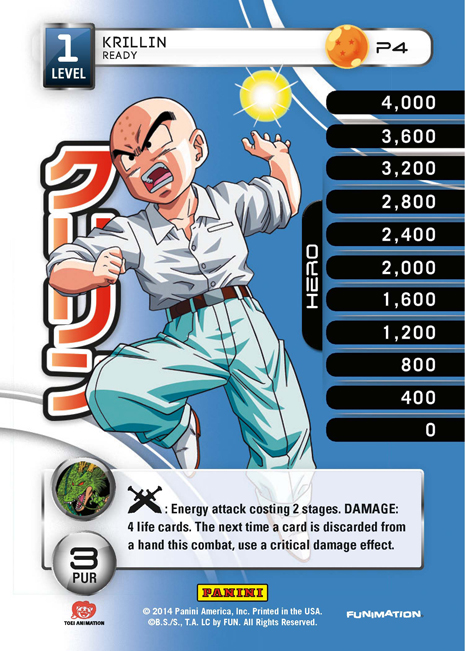 1
LEVEL
KRILLIN
READY
P4
クリリン
4,000
3,600
3,200
2,800
2,400
2,000
1,600
1,200
800
400
0
HERO
: Energy attack costing 2 stages. DAMAGE:
4 life cards. The next time a card is discarded from
a hand this combat, use a critical damage effect.
3
PUR
PANINI
TOEI ANIMATION
© 2014 Panini America, Inc. Printed in the USA.
©B.S./S., T.A. LC by FUN. All Rights Reserved.
FUNIMATION